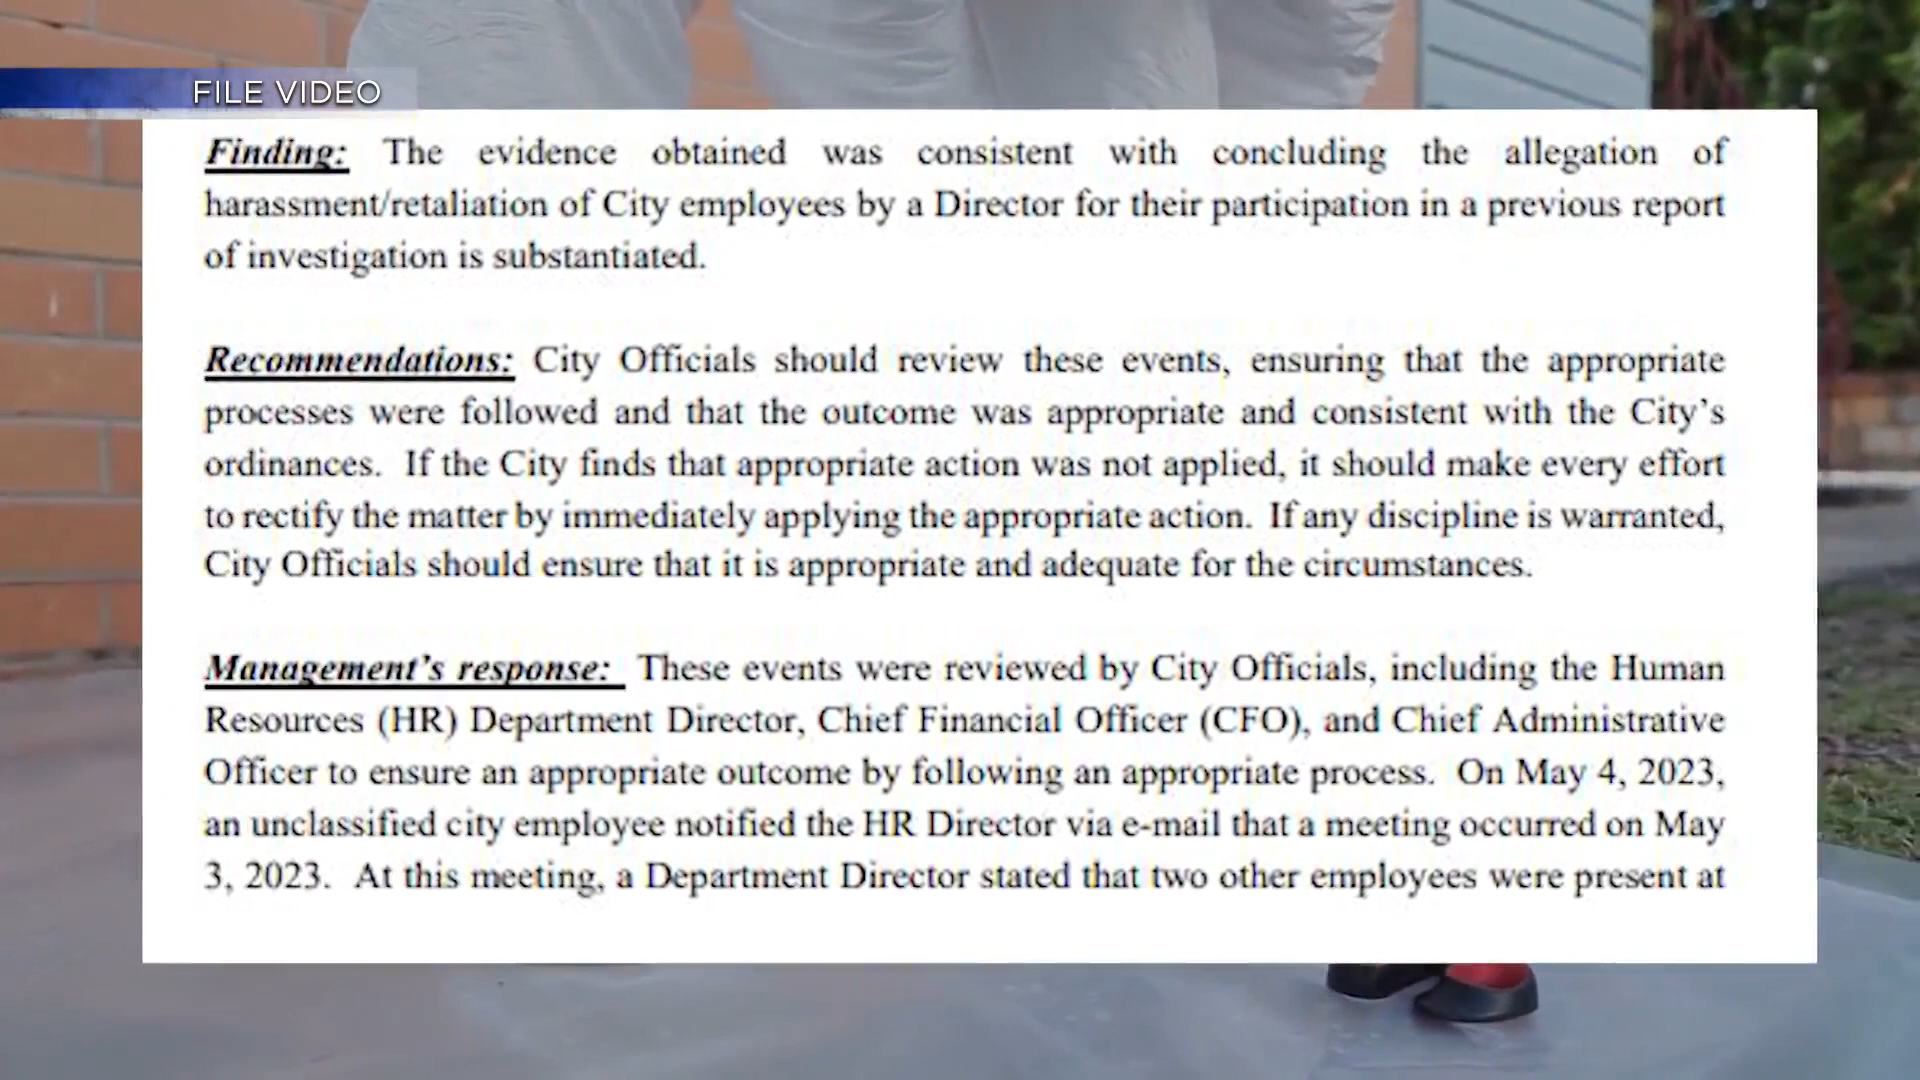 FILE VIDEO
Finding: The evidence obtained was consistent with concluding the allegation of
harassment/retaliation of City employees by a Director for their participation in a previous report
of investigation is substantiated.
Recommendations: City Officials should review these events, ensuring that the appropriate
processes were followed and that the outcome was appropriate and consistent with the City’s
ordinances. If the City finds that appropriate action was not applied, it should make every effort
to rectify the matter by immediately applying the appropriate action. If any discipline is warranted,
City Officials should ensure that it is appropriate and adequate for the circumstances.
Management’s response: These events were reviewed by City Officials, including the Human
Resources (HR) Department Director, Chief Financial Officer (CFO), and Chief Administrative
Officer to ensure an appropriate outcome by following an appropriate process. On May 4, 2023,
an unclassified city employee notified the HR Director via e-mail that a meeting occurred on May
3, 2023. At this meeting, a Department Director stated that two other employees were present at